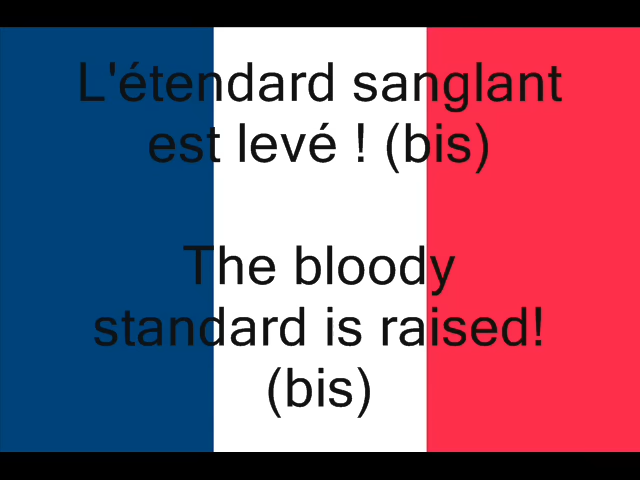 L'étendard sanglant
est levé ! (bis)
The bloody
standard is raised!
(bis)